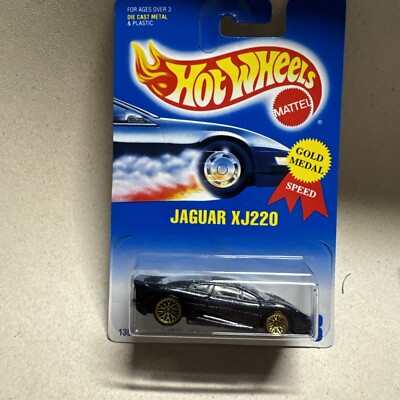 FOR AGES OVER 3
DIE CAST METAL
& PLASTIC
HOT WHEELS
MATTEL
GOLD
MEDAL
SPEED
JAGUAR XJ220